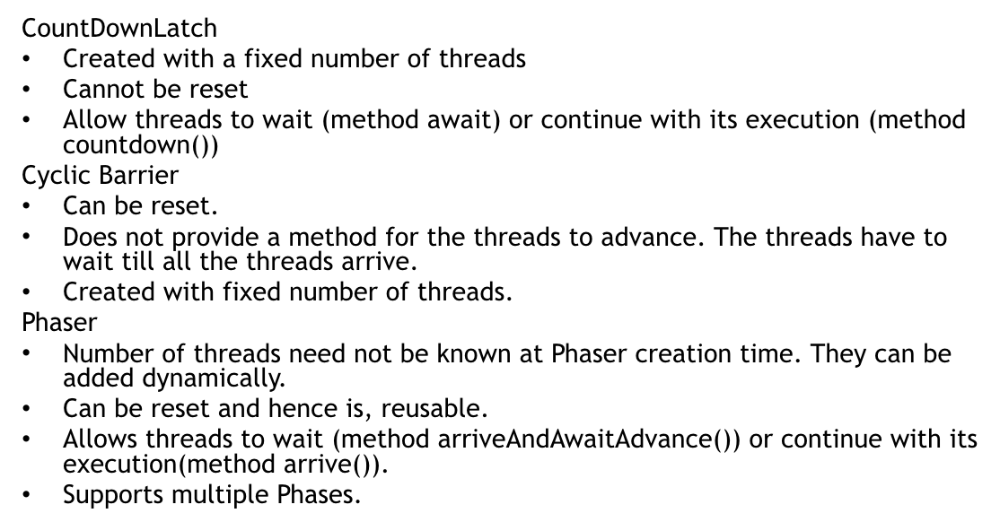 CountDownLatch
• Created with a fixed number of threads
• Cannot be reset
• Allow threads to wait (method await) or continue with its execution (method
countdown())
Cyclic Barrier
• Can be reset.
• Does not provide a method for the threads to advance. The threads have to
wait till all the threads arrive.
• Created with fixed number of threads.
Phaser
• Number of threads need not be known at Phaser creation time. They can be
added dynamically.
• Can be reset and hence is, reusable.
• Allows threads to wait (method arriveAndAwaitAdvance()) or continue with its
execution(method arrive()).
• Supports multiple Phases.